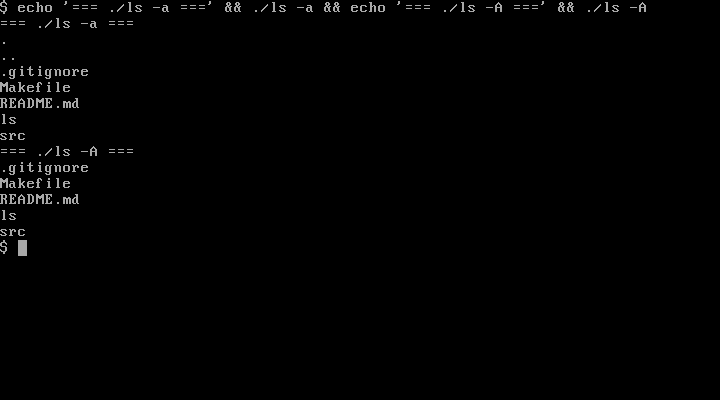 $ echo '=== ./ls -a ===' && ./ls -a && echo '=== ./ls -A ===' && ./ls -A
=== ./ls -a ===
.
..
.gitignore
Makefile
README.md
ls
src
=== ./ls -A ===
.gitignore
Makefile
README.md
ls
src
$